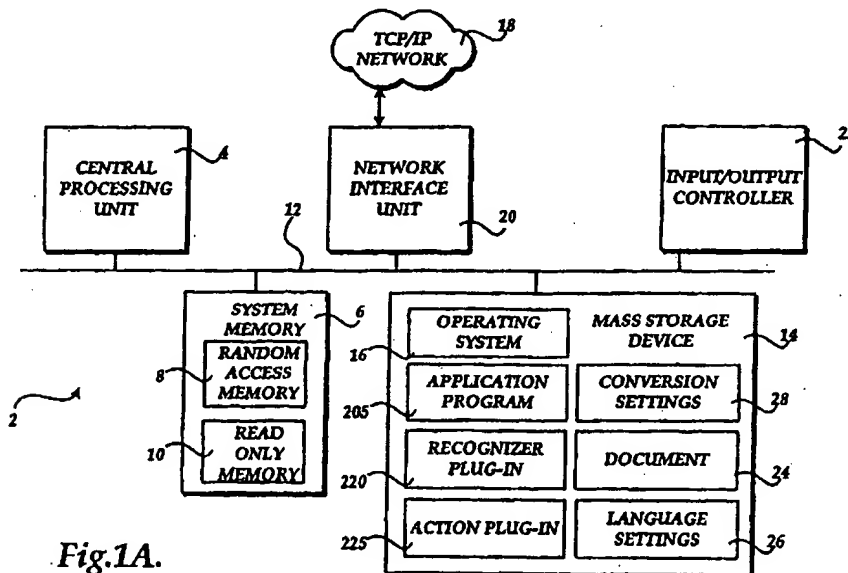 TCP/IP
NETWORK
18
CENTRAL
PROCESSING
UNIT
4
NETWORK
INTERFACE
UNIT
20
INPUT/OUTPUT
CONTROLLER
2
12
SYSTEM
MEMORY
6
RANDOM
ACCESS
MEMORY
8
READ
ONLY
MEMORY
10
2
OPERATING
SYSTEM
16
MASS STORAGE
DEVICE
14
APPLICATION
PROGRAM
205
CONVERSION
SETTINGS
28
RECOGNIZER
PLUG-IN
220
DOCUMENT
24
ACTION PLUG-IN
225
LANGUAGE
SETTINGS
26
Fig.1A.